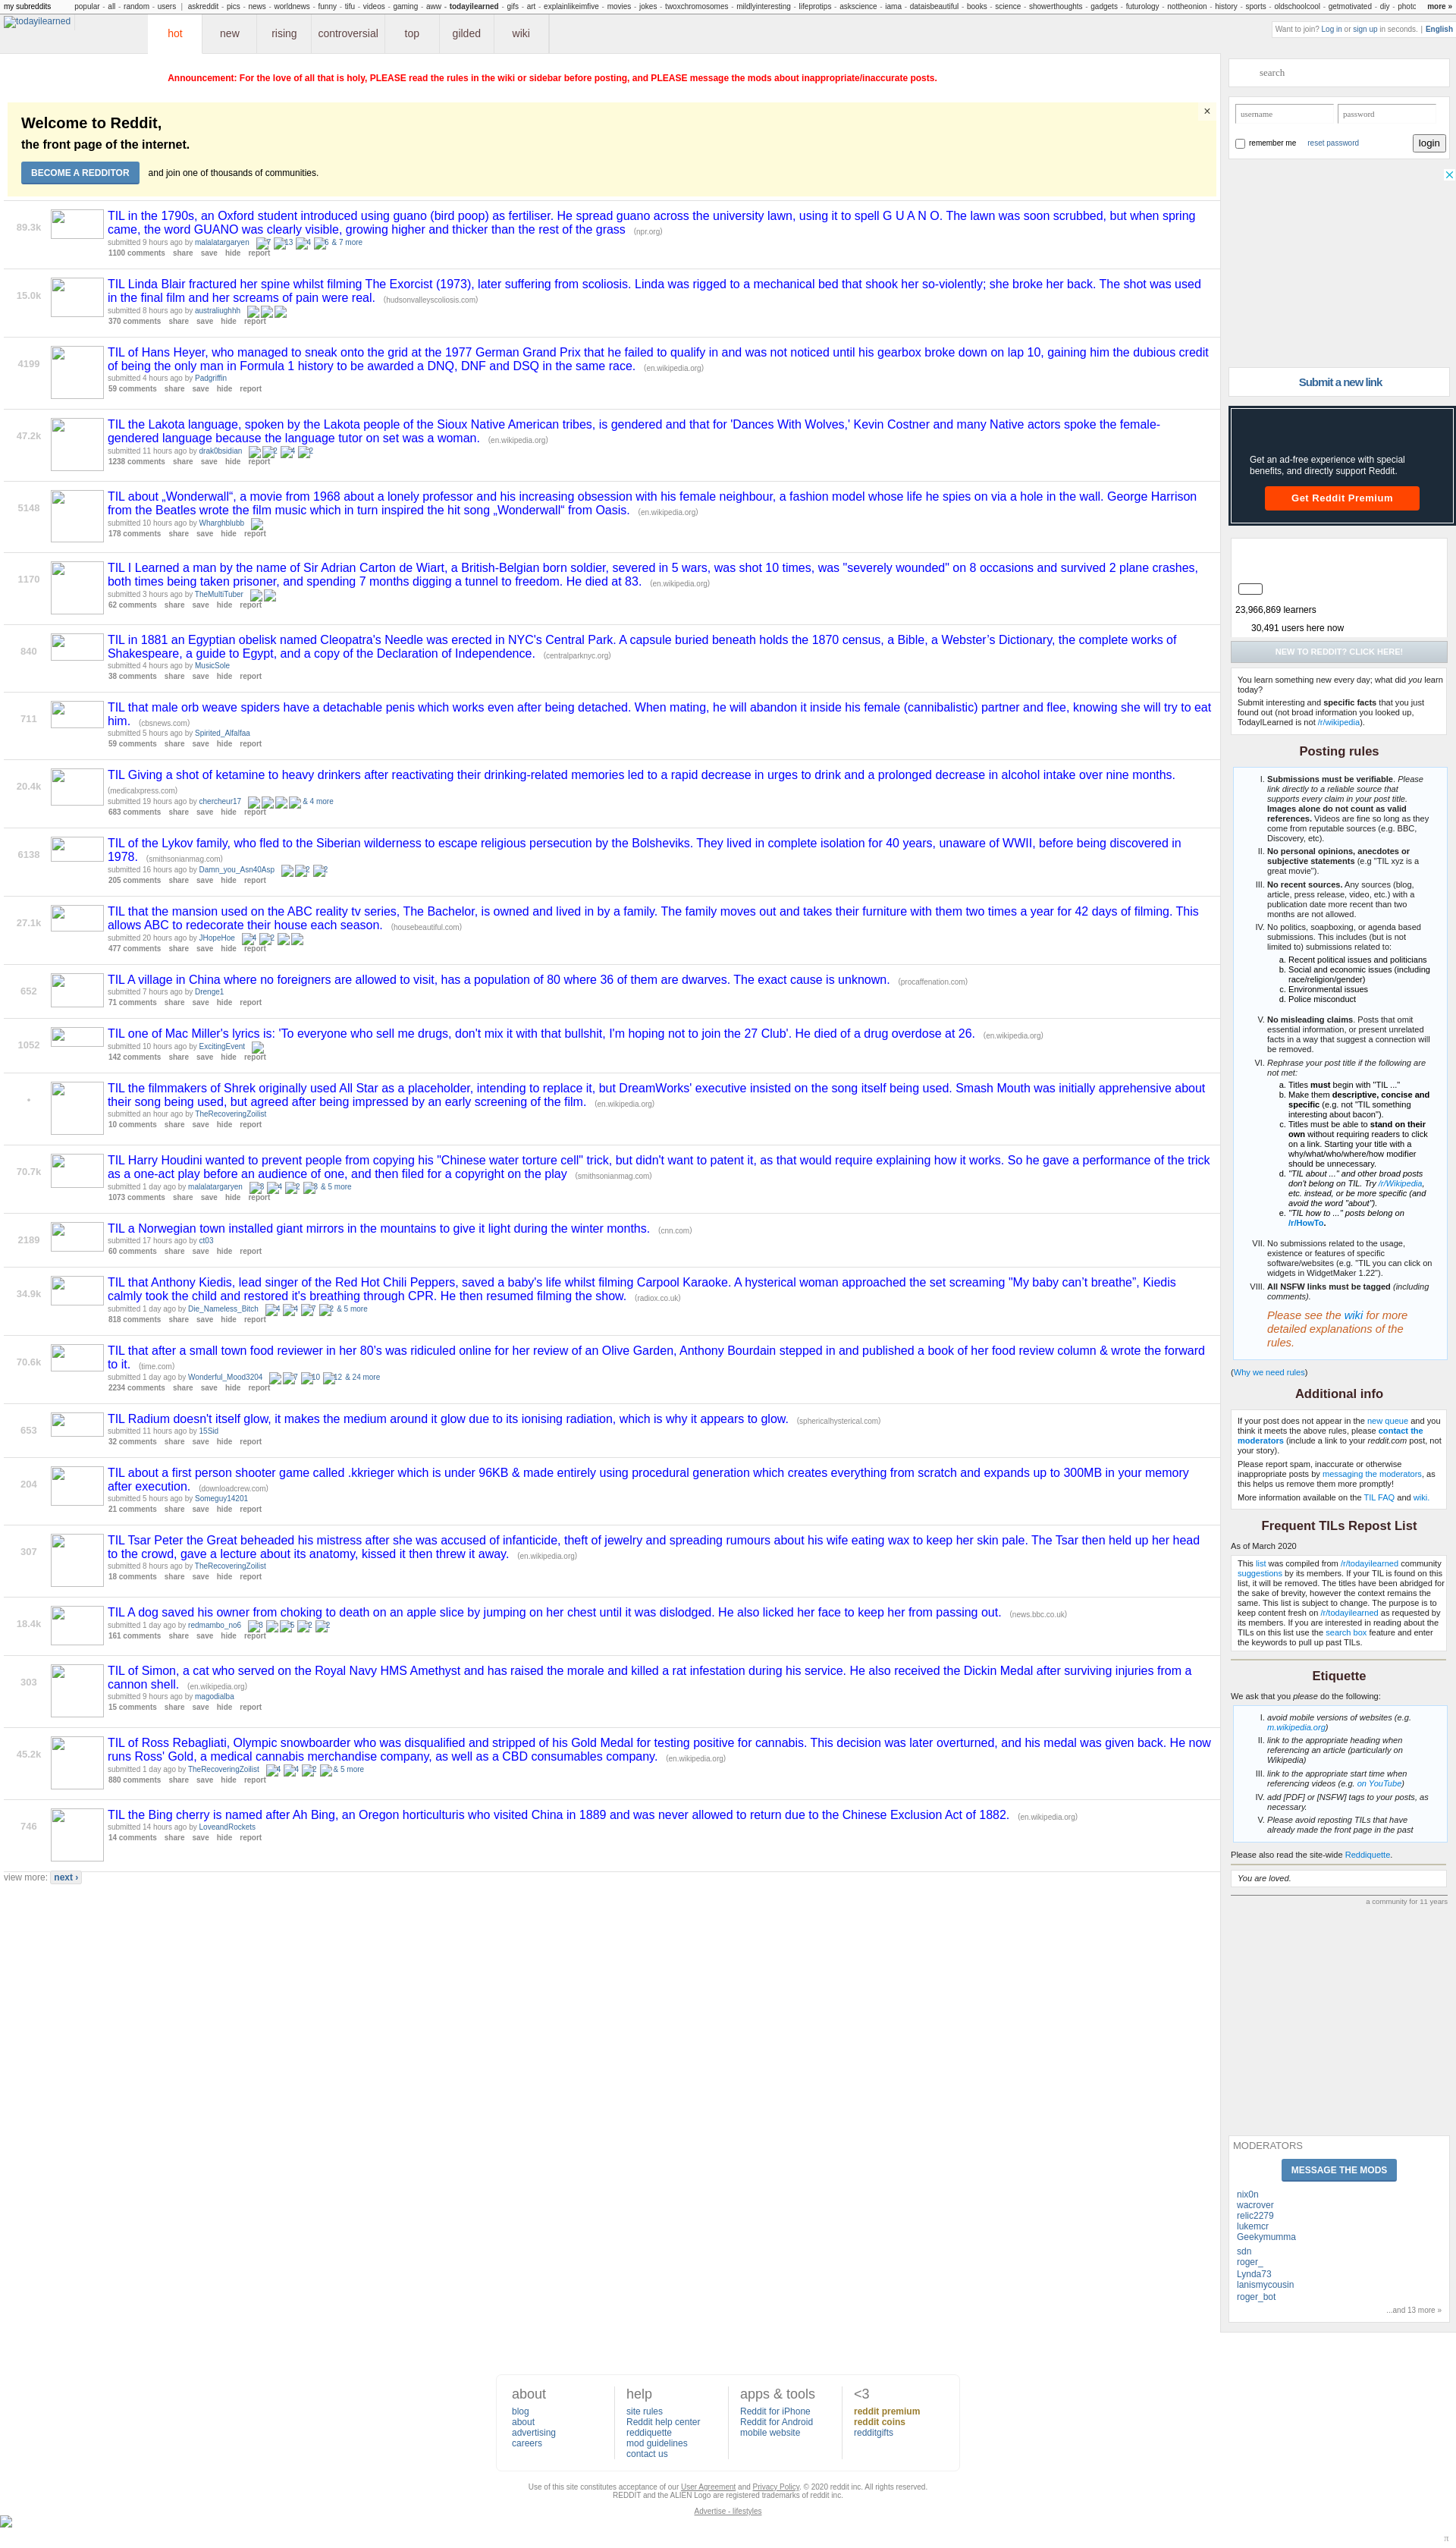 my subreddits popular - all - random - users | askreddit - pics - news - worldnews - funny - tifu - videos - gaming - aww - todayilearned - gifs - art - explainlikeimfive - movies - jokes - twoxchromosomes - mildlyinteresting - lifeprotips - askscience - iama - dataisbeautiful - books - science - showerthoughts - gadgets - futurology - nottheonion - history - sports - oldschoolcool - getmotivated - diy - photo more »
todayilearned hot new rising controversial top gilded wiki
Want to join? Log in or sign up in seconds. | English
Announcement: For the love of all that is holy, PLEASE read the rules in the wiki or sidebar before posting, and PLEASE message the mods about inappropriate/inaccurate posts.
Welcome to Reddit,
the front page of the internet.
BECOME A REDDITOR and join one of thousands of communities.
×
89.3k
TIL in the 1790s, an Oxford student introduced using guano (bird poop) as fertiliser. He spread guano across the university lawn, using it to spell G U A N O. The lawn was soon scrubbed, but when spring
came, the word GUANO was clearly visible, growing higher and thicker than the rest of the grass (npr.org)
submitted 9 hours ago by malalatargaryen 7 13 4 6 & 7 more
1100 comments share save hide report
15.0k
TIL Linda Blair fractured her spine whilst filming The Exorcist (1973), later suffering from scoliosis. Linda was rigged to a mechanical bed that shook her so-violently; she broke her back. The shot was used
in the final film and her screams of pain were real. (hudsonvalleyscoliosis.com)
submitted 8 hours ago by australiughhh
370 comments share save hide report
4199
TIL of Hans Heyer, who managed to sneak onto the grid at the 1977 German Grand Prix that he failed to qualify in and was not noticed until his gearbox broke down on lap 10, gaining him the dubious credit
of being the only man in Formula 1 history to be awarded a DNQ, DNF and DSQ in the same race. (en.wikipedia.org)
submitted 4 hours ago by Padgriffin
59 comments share save hide report
47.2k
TIL the Lakota language, spoken by the Lakota people of the Sioux Native American tribes, is gendered and that for 'Dances With Wolves,' Kevin Costner and many Native actors spoke the female-
gendered language because the language tutor on set was a woman. (en.wikipedia.org)
submitted 11 hours ago by drak0bsidian 2 4 2
1238 comments share save hide report
5148
TIL about „Wonderwall“, a movie from 1968 about a lonely professor and his increasing obsession with his female neighbour, a fashion model whose life he spies on via a hole in the wall. George Harrison
from the Beatles wrote the film music which in turn inspired the hit song „Wonderwall“ from Oasis. (en.wikipedia.org)
submitted 10 hours ago by Wharghblubb
178 comments share save hide report
1170
TIL I Learned a man by the name of Sir Adrian Carton de Wiart, a British-Belgian born soldier, severed in 5 wars, was shot 10 times, was "severely wounded" on 8 occasions and survived 2 plane crashes,
both times being taken prisoner, and spending 7 months digging a tunnel to freedom. He died at 83. (en.wikipedia.org)
submitted 3 hours ago by TheMultiTuber
62 comments share save hide report
840
TIL in 1881 an Egyptian obelisk named Cleopatra's Needle was erected in NYC's Central Park. A capsule buried beneath holds the 1870 census, a Bible, a Webster’s Dictionary, the complete works of
Shakespeare, a guide to Egypt, and a copy of the Declaration of Independence. (centralparknyc.org)
submitted 4 hours ago by MusicSole
38 comments share save hide report
711
TIL that male orb weave spiders have a detachable penis which works even after being detached. When mating, he will abandon it inside his female (cannibalistic) partner and flee, knowing she will try to eat
him. (cbsnews.com)
submitted 5 hours ago by Spirited_Alfalfaa
59 comments share save hide report
20.4k
TIL Giving a shot of ketamine to heavy drinkers after reactivating their drinking-related memories led to a rapid decrease in urges to drink and a prolonged decrease in alcohol intake over nine months.
(medicalxpress.com)
submitted 19 hours ago by chercheur17 & 4 more
683 comments share save hide report
6138
TIL of the Lykov family, who fled to the Siberian wilderness to escape religious persecution by the Bolsheviks. They lived in complete isolation for 40 years, unaware of WWII, before being discovered in
1978. (smithsonianmag.com)
submitted 16 hours ago by Damn_you_Asn40Asp 2 2
205 comments share save hide report
27.1k
TIL that the mansion used on the ABC reality tv series, The Bachelor, is owned and lived in by a family. The family moves out and takes their furniture with them two times a year for 42 days of filming. This
allows ABC to redecorate their house each season. (housebeautiful.com)
submitted 20 hours ago by JHopeHoe 4 2
477 comments share save hide report
652
TIL A village in China where no foreigners are allowed to visit, has a population of 80 where 36 of them are dwarves. The exact cause is unknown. (procaffenation.com)
submitted 7 hours ago by Drenge1
71 comments share save hide report
1052
TIL one of Mac Miller's lyrics is: 'To everyone who sell me drugs, don't mix it with that bullshit, I'm hoping not to join the 27 Club'. He died of a drug overdose at 26. (en.wikipedia.org)
submitted 10 hours ago by ExcitingEvent
142 comments share save hide report
•
TIL the filmmakers of Shrek originally used All Star as a placeholder, intending to replace it, but DreamWorks' executive insisted on the song itself being used. Smash Mouth was initially apprehensive about
their song being used, but agreed after being impressed by an early screening of the film. (en.wikipedia.org)
submitted an hour ago by TheRecoveringZoilist
10 comments share save hide report
70.7k
TIL Harry Houdini wanted to prevent people from copying his "Chinese water torture cell" trick, but didn't want to patent it, as that would require explaining how it works. So he gave a performance of the trick
as a one-act play before an audience of one, and then filed for a copyright on the play (smithsonianmag.com)
submitted 1 day ago by malalatargaryen 3 4 2 3 & 5 more
1073 comments share save hide report
2189
TIL a Norwegian town installed giant mirrors in the mountains to give it light during the winter months. (cnn.com)
submitted 17 hours ago by ct03
60 comments share save hide report
34.9k
TIL that Anthony Kiedis, lead singer of the Red Hot Chili Peppers, saved a baby's life whilst filming Carpool Karaoke. A hysterical woman approached the set screaming "My baby can’t breathe”, Kiedis
calmly took the child and restored it's breathing through CPR. He then resumed filming the show. (radiox.co.uk)
submitted 1 day ago by Die_Nameless_Bitch 4 4 7 2 & 5 more
818 comments share save hide report
70.6k
TIL that after a small town food reviewer in her 80’s was ridiculed online for her review of an Olive Garden, Anthony Bourdain stepped in and published a book of her food review column & wrote the forward
to it. (time.com)
submitted 1 day ago by Wonderful_Mood3204 7 10 12 & 24 more
2234 comments share save hide report
653
TIL Radium doesn't itself glow, it makes the medium around it glow due to its ionising radiation, which is why it appears to glow. (sphericalhysterical.com)
submitted 11 hours ago by 15Sid
32 comments share save hide report
204
TIL about a first person shooter game called .kkrieger which is under 96KB & made entirely using procedural generation which creates everything from scratch and expands up to 300MB in your memory
after execution. (downloadcrew.com)
submitted 5 hours ago by Someguy14201
21 comments share save hide report
307
TIL Tsar Peter the Great beheaded his mistress after she was accused of infanticide, theft of jewelry and spreading rumours about his wife eating wax to keep her skin pale. The Tsar then held up her head
to the crowd, gave a lecture about its anatomy, kissed it then threw it away. (en.wikipedia.org)
submitted 8 hours ago by TheRecoveringZoilist
18 comments share save hide report
18.4k
TIL A dog saved his owner from choking to death on an apple slice by jumping on her chest until it was dislodged. He also licked her face to keep her from passing out. (news.bbc.co.uk)
submitted 1 day ago by redmambo_no6 3 5 2 2
161 comments share save hide report
303
TIL of Simon, a cat who served on the Royal Navy HMS Amethyst and has raised the morale and killed a rat infestation during his service. He also received the Dickin Medal after surviving injuries from a
cannon shell. (en.wikipedia.org)
submitted 9 hours ago by magodialba
15 comments share save hide report
45.2k
TIL of Ross Rebagliati, Olympic snowboarder who was disqualified and stripped of his Gold Medal for testing positive for cannabis. This decision was later overturned, and his medal was given back. He now
runs Ross' Gold, a medical cannabis merchandise company, as well as a CBD consumables company. (en.wikipedia.org)
submitted 1 day ago by TheRecoveringZoilist 4 4 2 & 5 more
880 comments share save hide report
746
TIL the Bing cherry is named after Ah Bing, an Oregon horticulturis who visited China in 1889 and was never allowed to return due to the Chinese Exclusion Act of 1882. (en.wikipedia.org)
submitted 14 hours ago by LoveandRockets
14 comments share save hide report
view more: next ›
search
username password
remember me reset password login
Submit a new link
Get an ad-free experience with special
benefits, and directly support Reddit.
Get Reddit Premium
23,966,869 learners
30,491 users here now
NEW TO REDDIT? CLICK HERE!
You learn something new every day; what did you learn
today?
Submit interesting and specific facts that you just
found out (not broad information you looked up,
TodayILearned is not /r/wikipedia).
Posting rules
I. Submissions must be verifiable. Please
link directly to a reliable source that
supports every claim in your post title.
Images alone do not count as valid
references. Videos are fine so long as they
come from reputable sources (e.g. BBC,
Discovery, etc).
II. No personal opinions, anecdotes or
subjective statements (e.g "TIL xyz is a
great movie").
III. No recent sources. Any sources (blog,
article, press release, video, etc.) with a
publication date more recent than two
months are not allowed.
IV. No politics, soapboxing, or agenda based
submissions. This includes (but is not
limited to) submissions related to:
a. Recent political issues and politicians
b. Social and economic issues (including
race/religion/gender)
c. Environmental issues
d. Police misconduct
V. No misleading claims. Posts that omit
essential information, or present unrelated
facts in a way that suggest a connection will
be removed.
VI. Rephrase your post title if the following are
not met:
a. Titles must begin with "TIL ..."
b. Make them descriptive, concise and
specific (e.g. not "TIL something
interesting about bacon").
c. Titles must be able to stand on their
own without requiring readers to click
on a link. Starting your title with a
why/what/who/where/how modifier
should be unnecessary.
d. "TIL about ..." and other broad posts
don't belong on TIL. Try /r/Wikipedia,
etc. instead, or be more specific (and
avoid the word "about").
e. "TIL how to ..." posts belong on
/r/HowTo.
VII. No submissions related to the usage,
existence or features of specific
software/websites (e.g. "TIL you can click on
widgets in WidgetMaker 1.22").
VIII. All NSFW links must be tagged (including
comments).
Please see the wiki for more
detailed explanations of the
rules.
(Why we need rules)
Additional info
If your post does not appear in the new queue and you
think it meets the above rules, please contact the
moderators (include a link to your reddit.com post, not
your story).
Please report spam, inaccurate or otherwise
inappropriate posts by messaging the moderators, as
this helps us remove them more promptly!
More information available on the TIL FAQ and wiki.
Frequent TILs Repost List
As of March 2020
This list was compiled from /r/todayilearned community
suggestions by its members. If your TIL is found on this
list, it will be removed. The titles have been abridged for
the sake of brevity, however the context remains the
same. This list is subject to change. The purpose is to
keep content fresh on /r/todayilearned as requested by
its members. If you are interested in reading about the
TILs on this list use the search box feature and enter
the keywords to pull up past TILs.
Etiquette
We ask that you please do the following:
I. avoid mobile versions of websites (e.g.
m.wikipedia.org)
II. link to the appropriate heading when
referencing an article (particularly on
Wikipedia)
III. link to the appropriate start time when
referencing videos (e.g. on YouTube)
IV. add [PDF] or [NSFW] tags to your posts, as
necessary.
V. Please avoid reposting TILs that have
already made the front page in the past
Please also read the site-wide Reddiquette.
You are loved.
a community for 11 years
MODERATORS
MESSAGE THE MODS
nix0n
wacrover
relic2279
lukemcr
Geekymumma
sdn
roger_
Lynda73
lanismycousin
roger_bot
...and 13 more »
about
blog
about
advertising
careers
help
site rules
Reddit help center
reddiquette
mod guidelines
contact us
apps & tools
Reddit for iPhone
Reddit for Android
mobile website
<3
reddit premium
reddit coins
redditgifts
Use of this site constitutes acceptance of our User Agreement and Privacy Policy. © 2020 reddit inc. All rights reserved.
REDDIT and the ALIEN Logo are registered trademarks of reddit inc.
Advertise - lifestyles
π